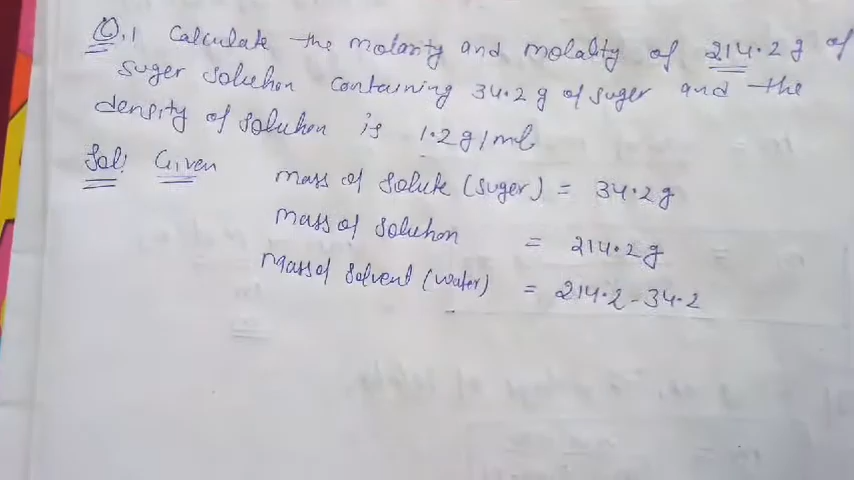 Q.1 Calculate the molarity and molality of 214.2 g of
suger solution containing 34.2 g of suger and the
density of solution is 1.2 g/ml
Sol: Given mass of solute (suger) = 34.2 g
mass of solution = 214.2 g
mass of solvent (water) = 214.2 - 34.2